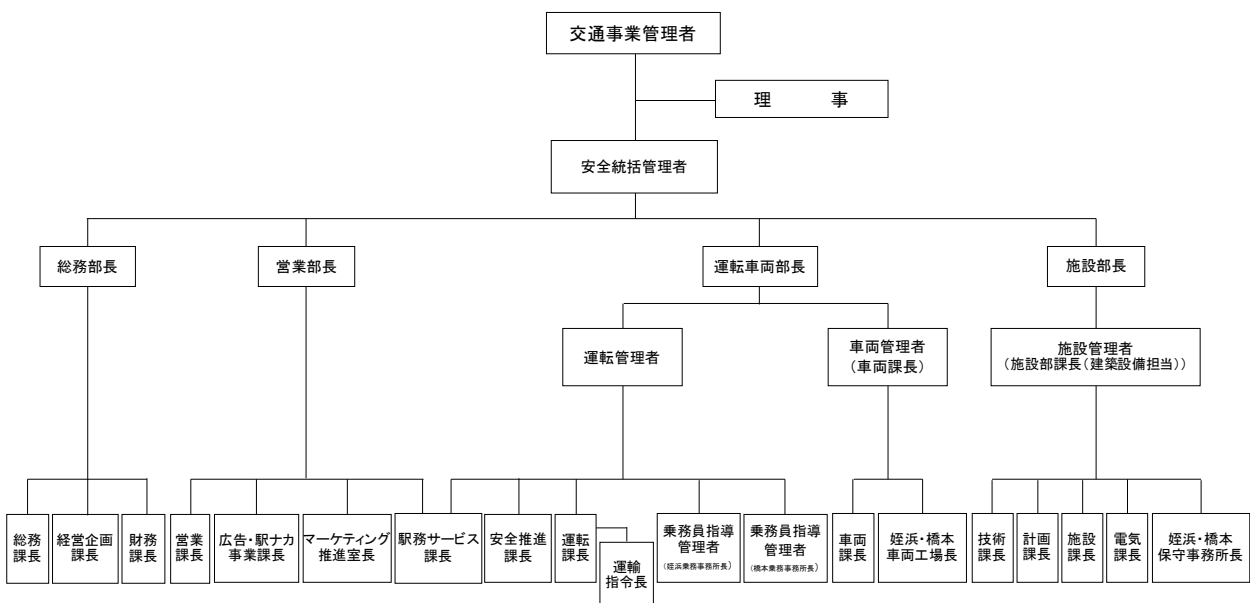 交通事業管理者
理　　事
安全統括管理者
総務部長
営業部長
運転車両部長
施設部長
運転管理者
車両管理者
(車両課長)
施設管理者
(施設部課長(建築設備担当))
総務
課長
経営企画
課長
財務
課長
営業
課長
広告・駅ナカ
事業課長
マーケティング
推進室長
駅務サービス
課長
安全推進
課長
運転
課長
運輸
指令長
乗務員指導
管理者
(姪浜乗務事務所長)
乗務員指導
管理者
(橋本乗務事務所長)
車両
課長
姪浜・橋本
車両工場長
技術
課長
計画
課長
施設
課長
電気
課長
姪浜・橋本
保守事務所長